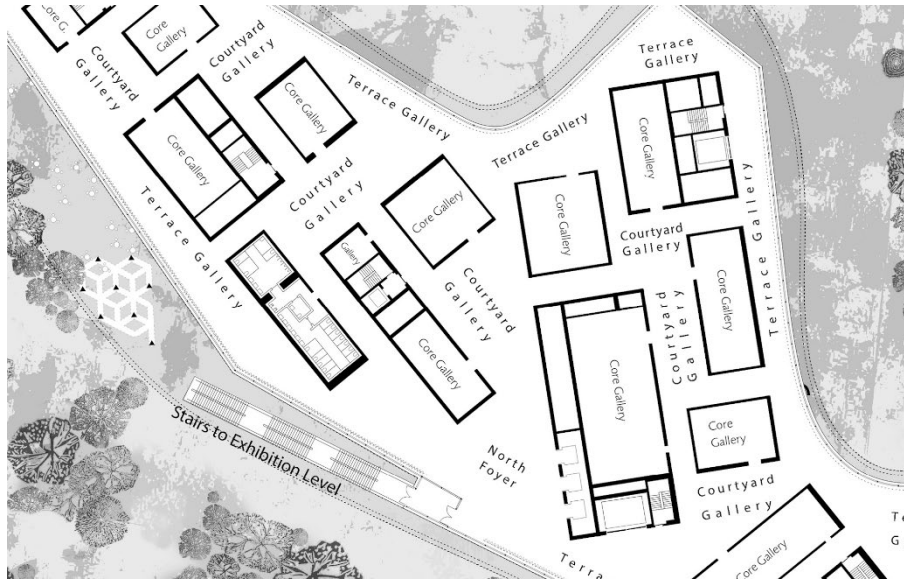 Core G.
Core
Gallery
Courtyard
Gallery
Courtyard
Gallery
Core Gallery
Terrace Gallery
Terrace
Gallery
Core Gallery
Courtyard
Gallery
Terrace Gallery
Core Gallery
Terrace Gallery
Core Gallery
Core Gallery
Courtyard
Gallery
Terrace Gallery
Gallery
Courtyard
Gallery
Core Gallery
Courtyard
Gallery
Core Gallery
Core Gallery
Core
Gallery
Stairs to Exhibition Level
North
Foyer
Courtyard
Gallery
Core Gallery
Terra
Te
G